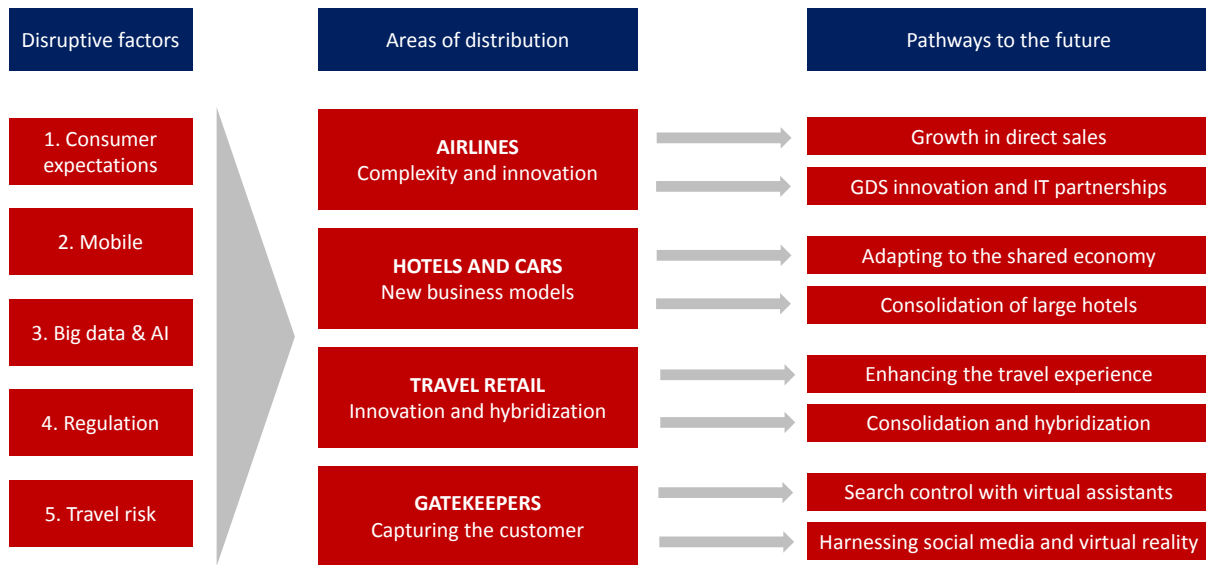 Disruptive factors
Areas of distribution
Pathways to the future
1. Consumer
expectations
2. Mobile
3. Big data & AI
4. Regulation
5. Travel risk
AIRLINES
Complexity and innovation
HOTELS AND CARS
New business models
TRAVEL RETAIL
Innovation and hybridization
GATEKEEPERS
Capturing the customer
Growth in direct sales
GDS innovation and IT partnerships
Adapting to the shared economy
Consolidation of large hotels
Enhancing the travel experience
Consolidation and hybridization
Search control with virtual assistants
Harnessing social media and virtual reality